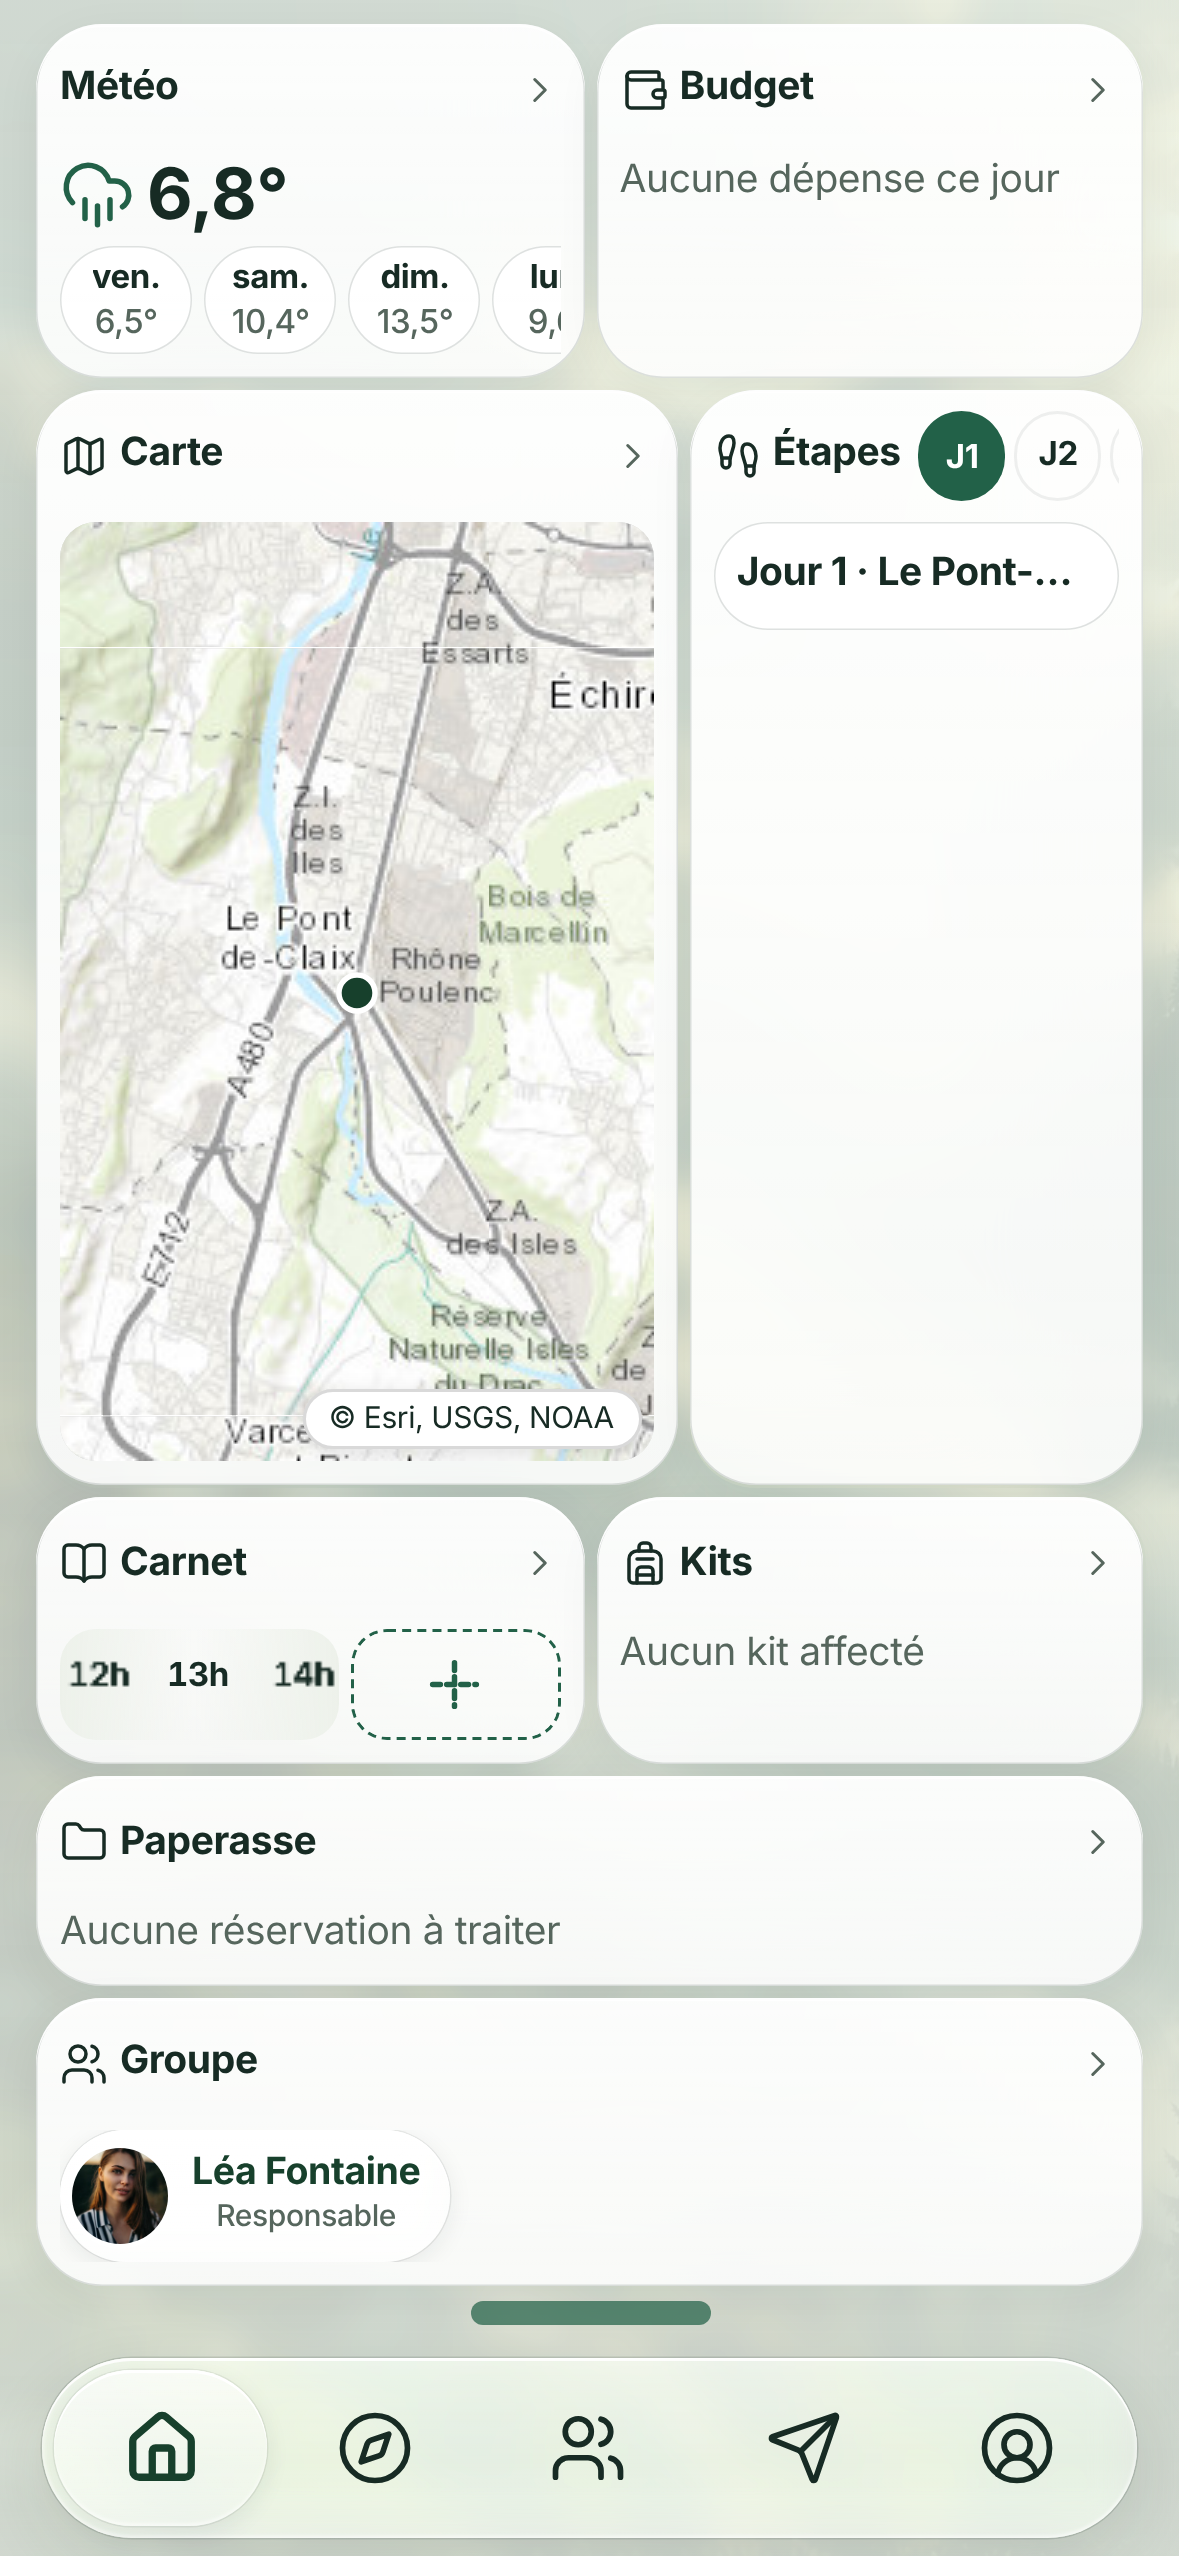 Météo
6,8°
ven. sam. dim.
6,5° 10,4° 13,5°
Budget
Aucune dépense ce jour
Carte
Z.A.
des
Essarts
Z.I.
des
Iles
Le Pont
de-Claix
Bois de
Marcellin
Rhône
Poulenc
A480
E712
Z.A.
des Isles
Réserve
Naturelle Isles
du Drac
de
© Esri, USGS, NOAA
Étapes J1 J2
Jour 1 · Le Pont-...
Carnet
12h 13h 14h
Kits
Aucun kit affecté
Paperasse
Aucune réservation à traiter
Groupe
Léa Fontaine
Responsable